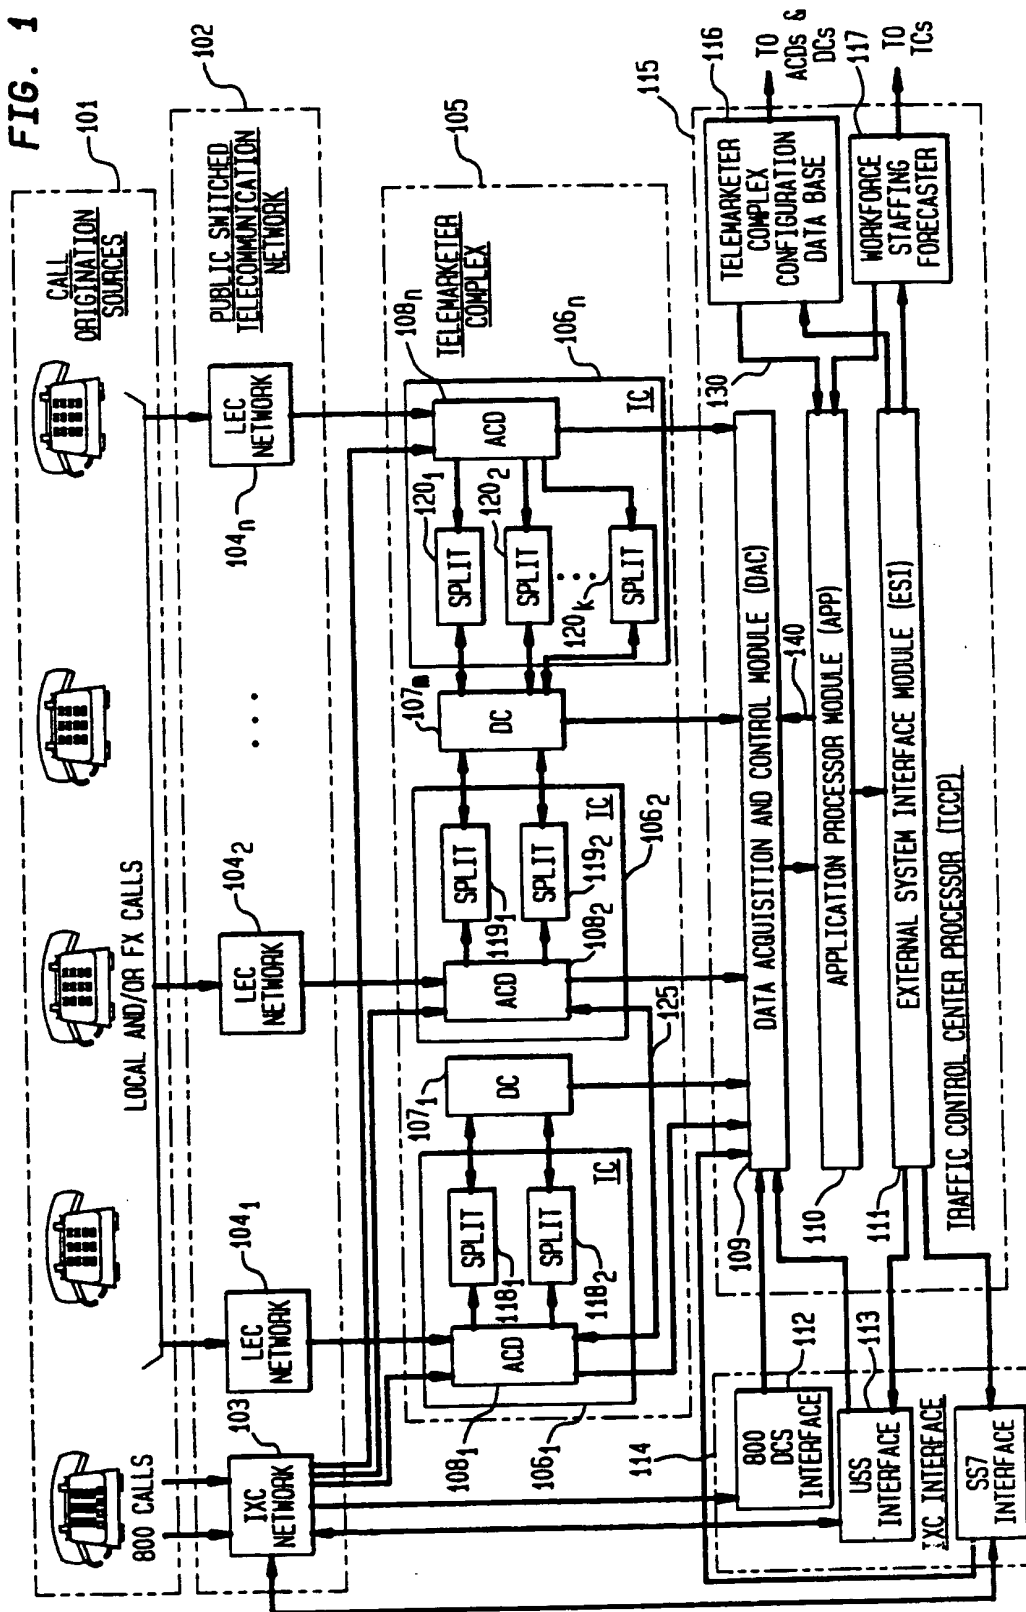 FIG. 1
101
CALL
ORIGINATION
SOURCES
800 CALLS
LOCAL AND/OR FX CALLS
102
PUBLIC SWITCHED
TELECOMMUNICATION
NETWORK
103
IXC
NETWORK
104₁
LEC
NETWORK
104₂
LEC
NETWORK
. . .
104ₙ
LEC
NETWORK
105
TELEMARKETER
COMPLEX
106₁
108₁
ACD
118₁
SPLIT
118₂
SPLIT
TC
107₁
DC
106₂
108₂
ACD
119₁
SPLIT
119₂
SPLIT
TC
125
107ₘ
DC
106ₙ
108ₙ
ACD
120₁
SPLIT
120₂
SPLIT
. . .
120ₖ
SPLIT
TC
114
112
800
DCS
INTERFACE
113
USS
INTERFACE
IXC INTERFACE
SS7
INTERFACE
115
109
DATA ACQUISITION AND CONTROL MODULE (DAC)
140
130
110
APPLICATION PROCESSOR MODULE (APP)
111
EXTERNAL SYSTEM INTERFACE MODULE (ESI)
TRAFFIC CONTROL CENTER PROCESSOR (TCCP)
116
TELEMARKETER
COMPLEX
CONFIGURATION
DATA BASE
TO
ACDs &
DCs
117
WORKFORCE
STAFFING
FORECASTER
TO
TCs